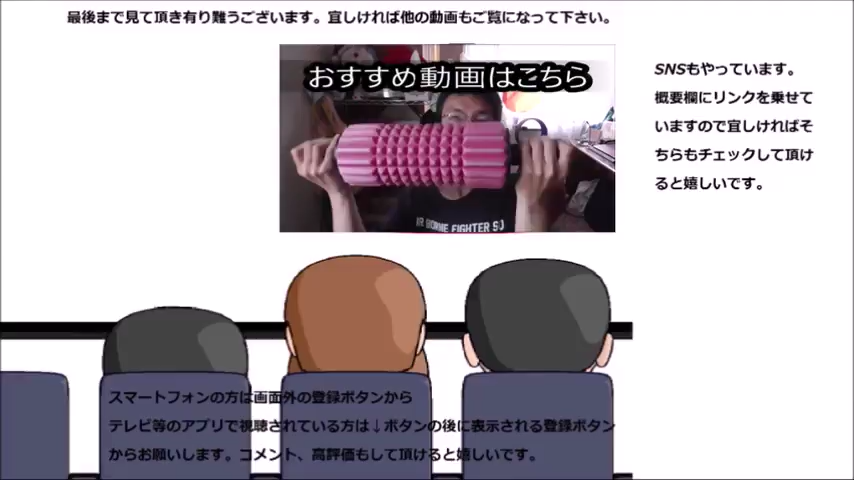 最後まで見て頂き有り難うございます。宜しければ他の動画もご覧になって下さい。
おすすめ動画はこちら
SNSもやっています。
概要欄にリンクを乗せて
いますので宜しければそ
ちらもチェックして頂け
ると嬉しいです。
FIGHTER
スマートフォンの方は画面外の登録ボタンから
テレビ等のアプリで視聴されている方は↓ボタンの後に表示される登録ボタン
からお願いします。コメント、高評価もして頂けると嬉しいです。